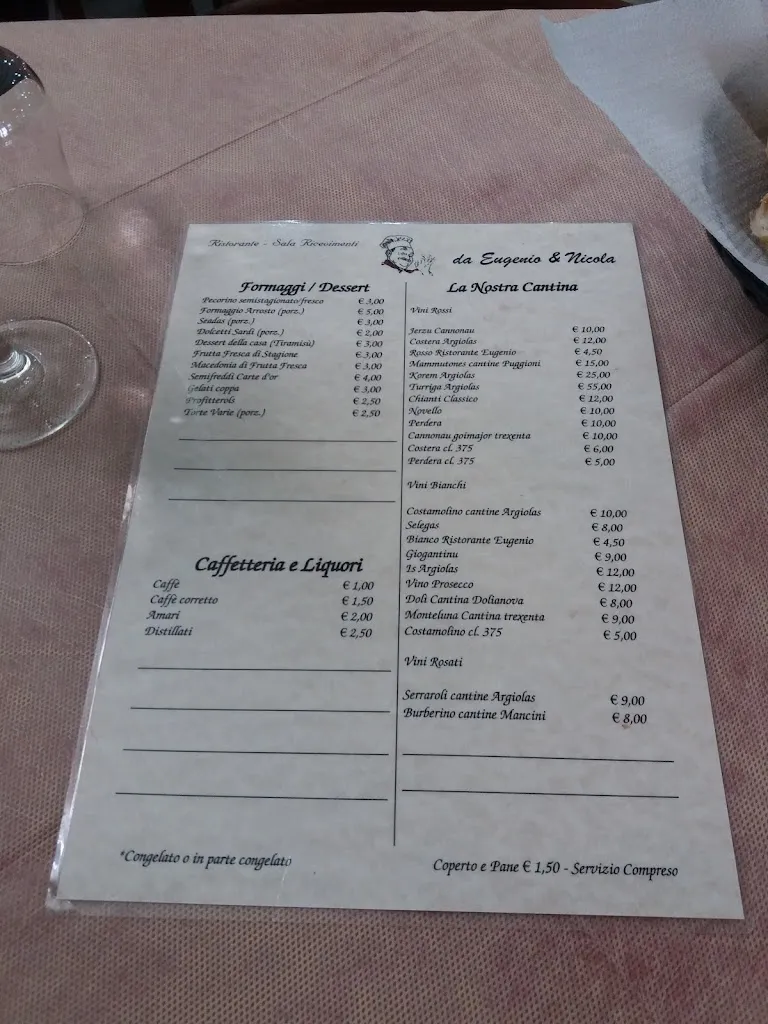 Ristorante - Sala Ricevimenti
da Eugenio & Nicola
Formaggi / Dessert
Pecorino semistagionato/fresco € 3,00
Formaggio Arrosto (porz.) € 5,00
Seadas (porz.) € 3,00
Dolcetti Sardi (porz.) € 2,00
Dessert della casa (Tiramisù) € 3,00
Frutta Fresca di Stagione € 3,00
Macedonia di Frutta Fresca € 3,00
Semifreddi Carte d'or € 4,00
Gelati coppa € 3,00
Profitterols € 2,50
Torte Varie (porz.) € 2,50
Caffetteria e Liquori
Caffè € 1,00
Caffè corretto € 1,50
Amari € 2,00
Distillati € 2,50
*Congelato o in parte congelato
La Nostra Cantina
Vini Rossi
Jerzu Cannonau € 10,00
Costera Argiolas € 12,00
Rosso Ristorante Eugenio € 4,50
Mammutones cantine Puggioni € 15,00
Korem Argiolas € 25,00
Turriga Argiolas € 55,00
Chianti Classico € 12,00
Novello € 10,00
Perdera € 10,00
Cannonau goimajor trexenta € 10,00
Costera cl. 375 € 6,00
Perdera cl. 375 € 5,00
Vini Bianchi
Costamolino cantine Argiolas € 10,00
Selegas € 8,00
Bianco Ristorante Eugenio € 4,50
Giogantinu € 9,00
Is Argiolas € 12,00
Vino Prosecco € 12,00
Doli Cantina Dolianova € 8,00
Monteluna Cantina trexenta € 9,00
Costamolino cl. 375 € 5,00
Vini Rosati
Serraroli cantine Argiolas € 9,00
Burberino cantine Mancini € 8,00
Coperto e Pane € 1,50 - Servizio Compreso